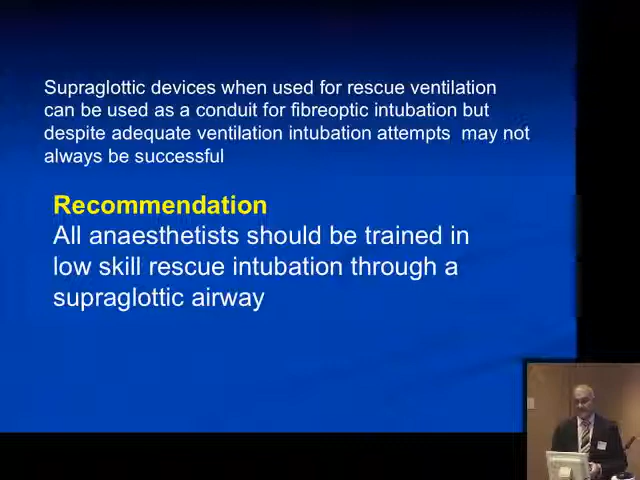 Supraglottic devices when used for rescue ventilation
can be used as a conduit for fibreoptic intubation but
despite adequate ventilation intubation attempts  may not
always be successful
Recommendation
All anaesthetists should be trained in
low skill rescue intubation through a
supraglottic airway